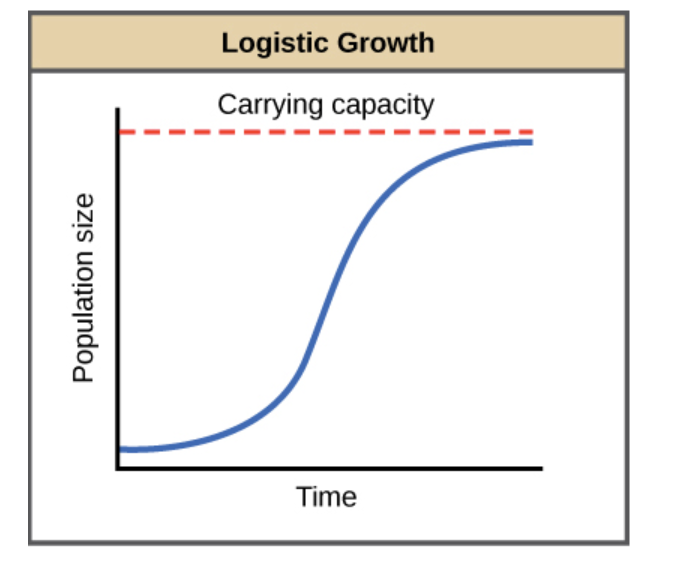 Logistic Growth
Carrying capacity
Population size
Time